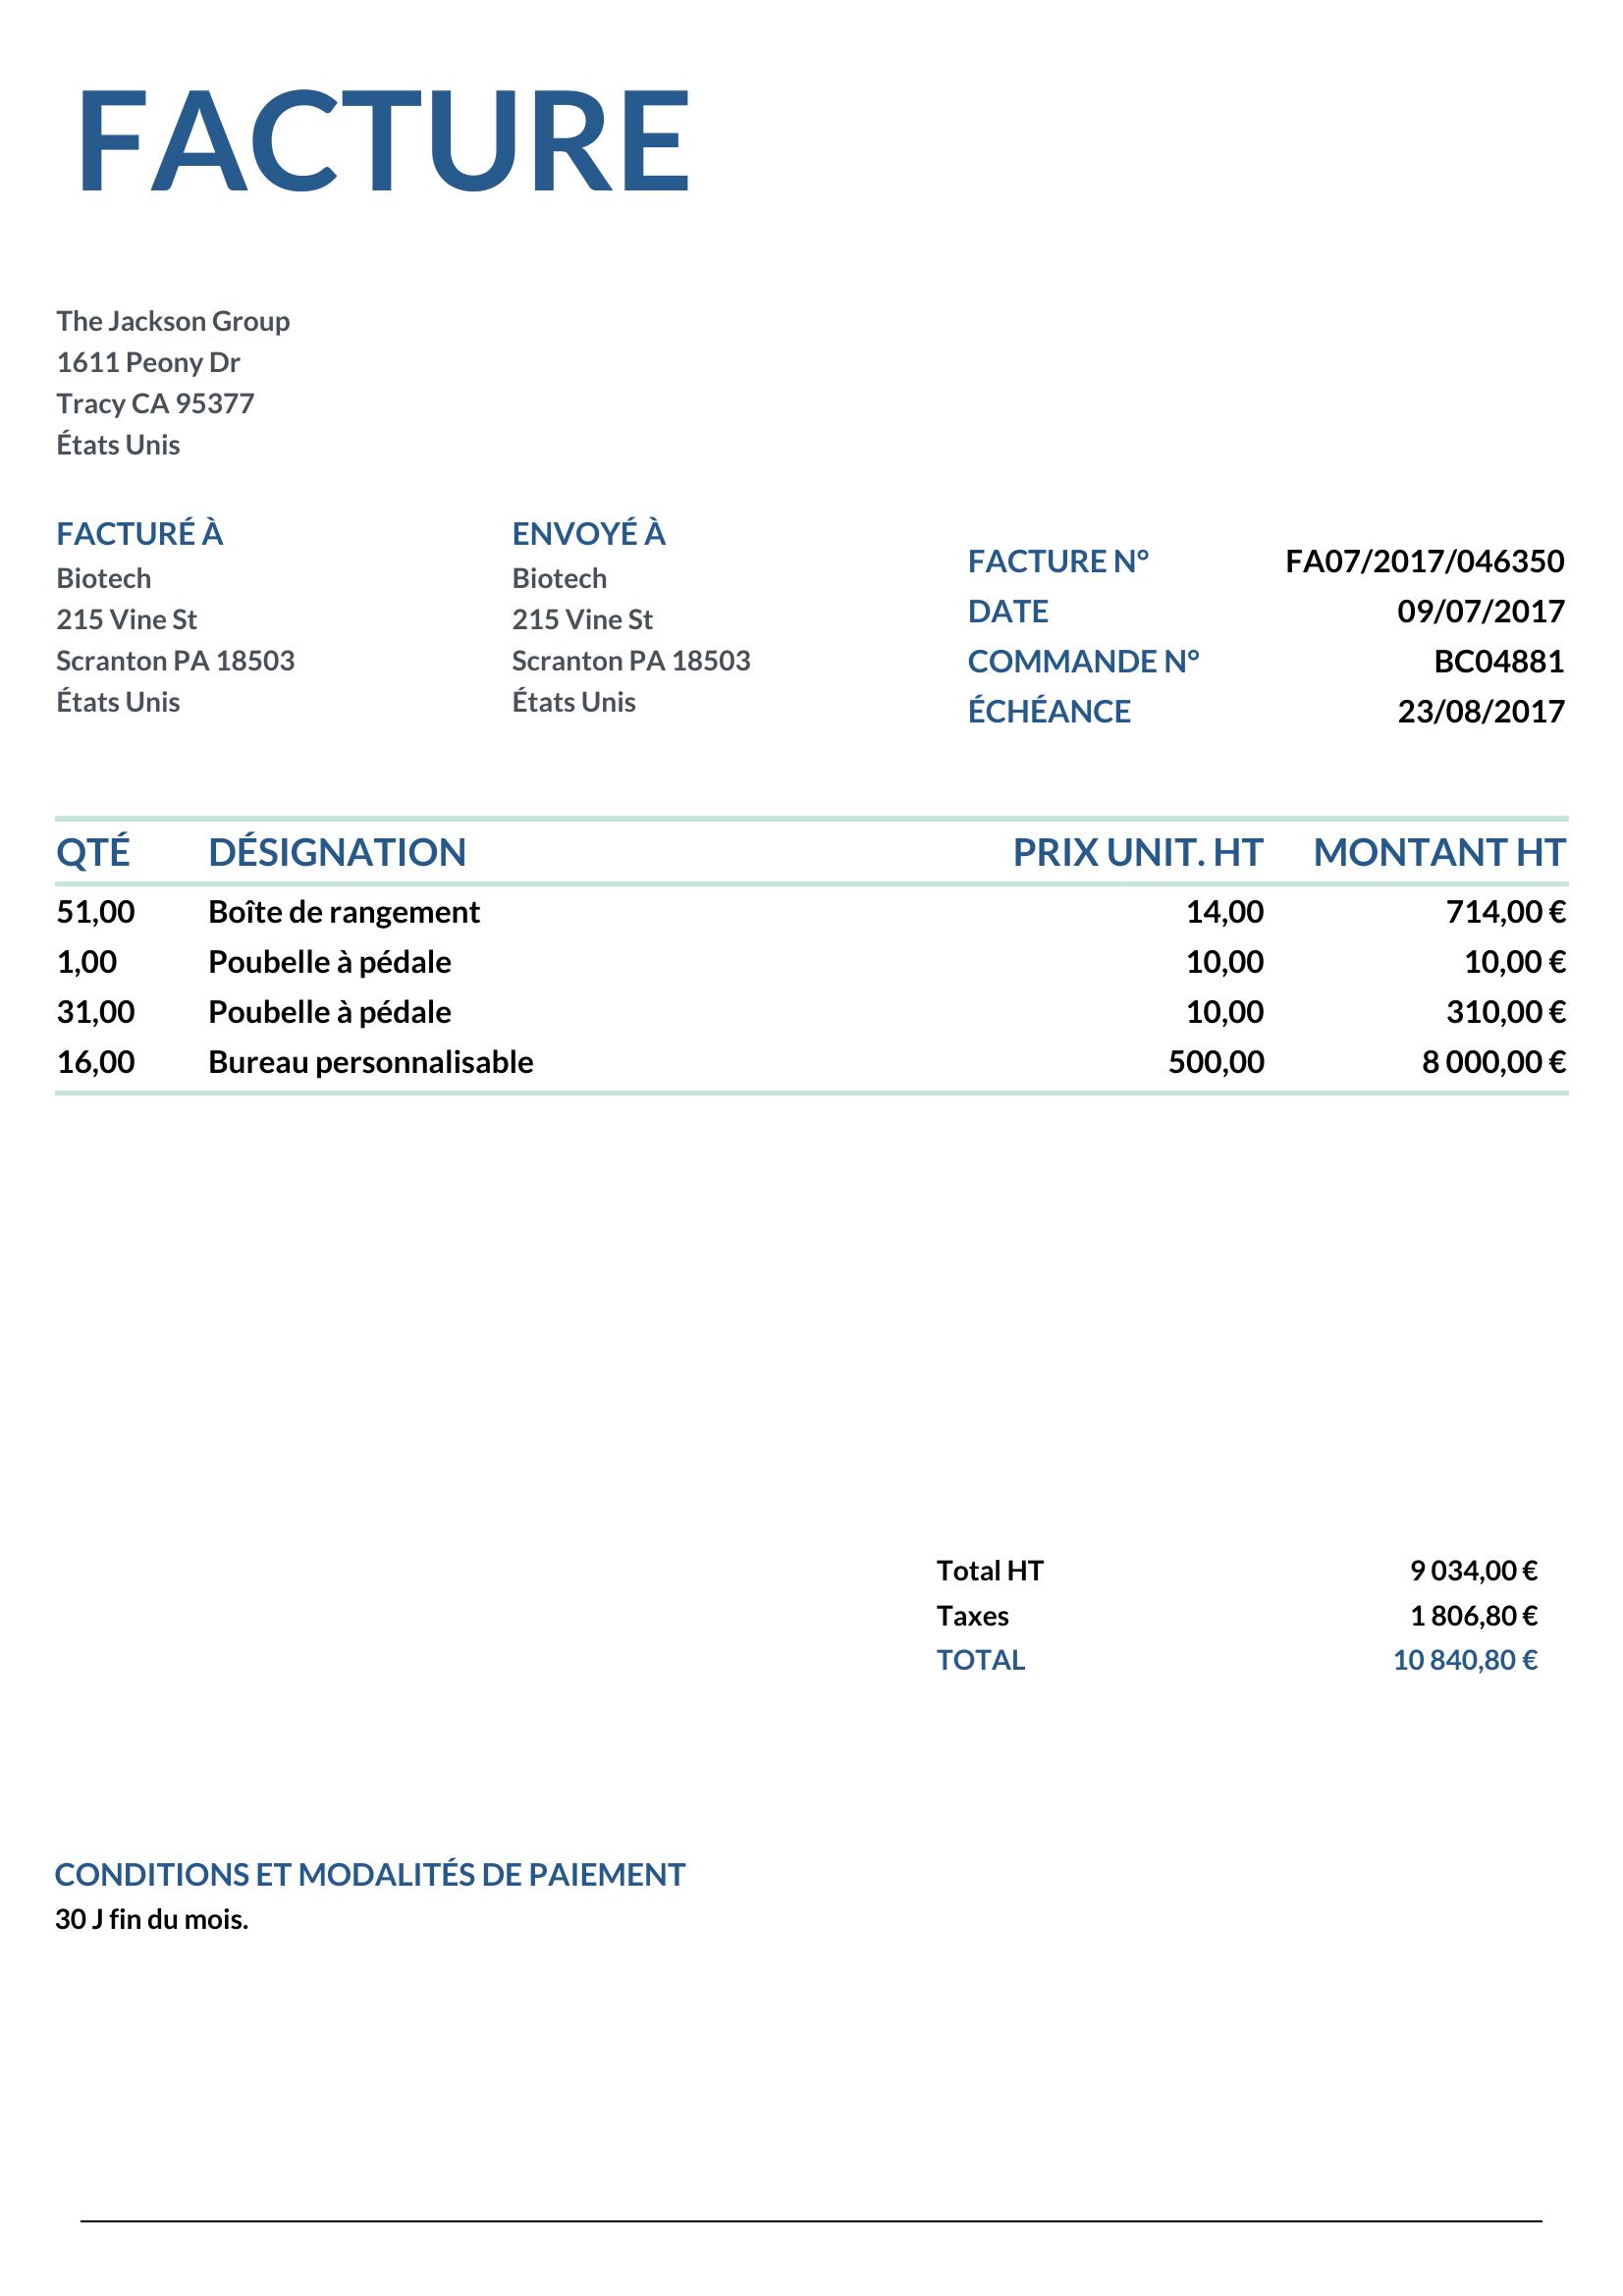 FACTURE
The Jackson Group
1611 Peony Dr
Tracy CA 95377
États Unis
FACTURÉ À
Biotech
215 Vine St
Scranton PA 18503
États Unis
ENVOYÉ À
Biotech
215 Vine St
Scranton PA 18503
États Unis
FACTURE N° FA07/2017/046350
DATE 09/07/2017
COMMANDE N° BC04881
ÉCHÉANCE 23/08/2017
QTÉ DÉSIGNATION PRIX UNIT. HT MONTANT HT
51,00 Boîte de rangement 14,00 714,00 €
1,00 Poubelle à pédale 10,00 10,00 €
31,00 Poubelle à pédale 10,00 310,00 €
16,00 Bureau personnalisable 500,00 8 000,00 €
Total HT 9 034,00 €
Taxes 1 806,80 €
TOTAL 10 840,80 €
CONDITIONS ET MODALITÉS DE PAIEMENT
30 J fin du mois.